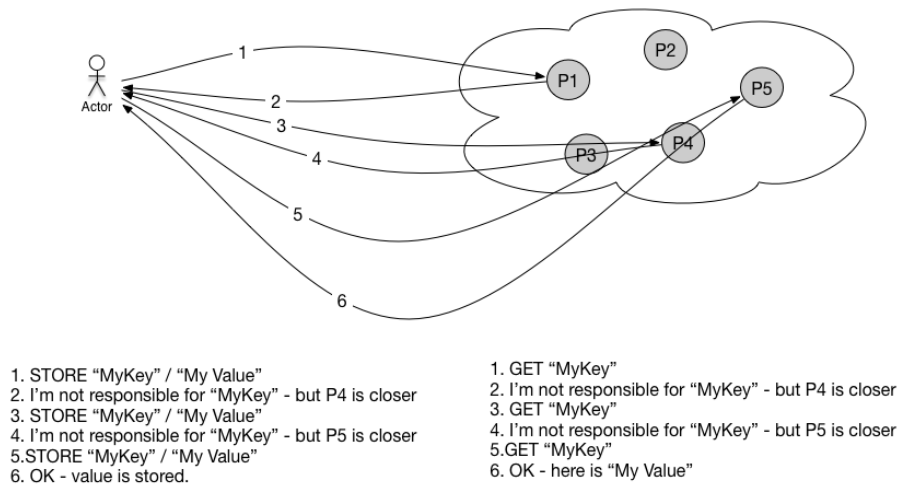 1
2
3
4
5
6
Actor
P1
P2
P3
P4
P5
1. STORE “MyKey” / “My Value”
2. I’m not responsible for “MyKey” - but P4 is closer
3. STORE “MyKey” / “My Value”
4. I’m not responsible for “MyKey” - but P5 is closer
5.STORE “MyKey” / “My Value”
6. OK - value is stored.
1. GET “MyKey”
2. I’m not responsible for “MyKey” - but P4 is closer
3. GET “MyKey”
4. I’m not responsible for “MyKey” - but P5 is closer
5.GET “MyKey”
6. OK - here is “My Value”